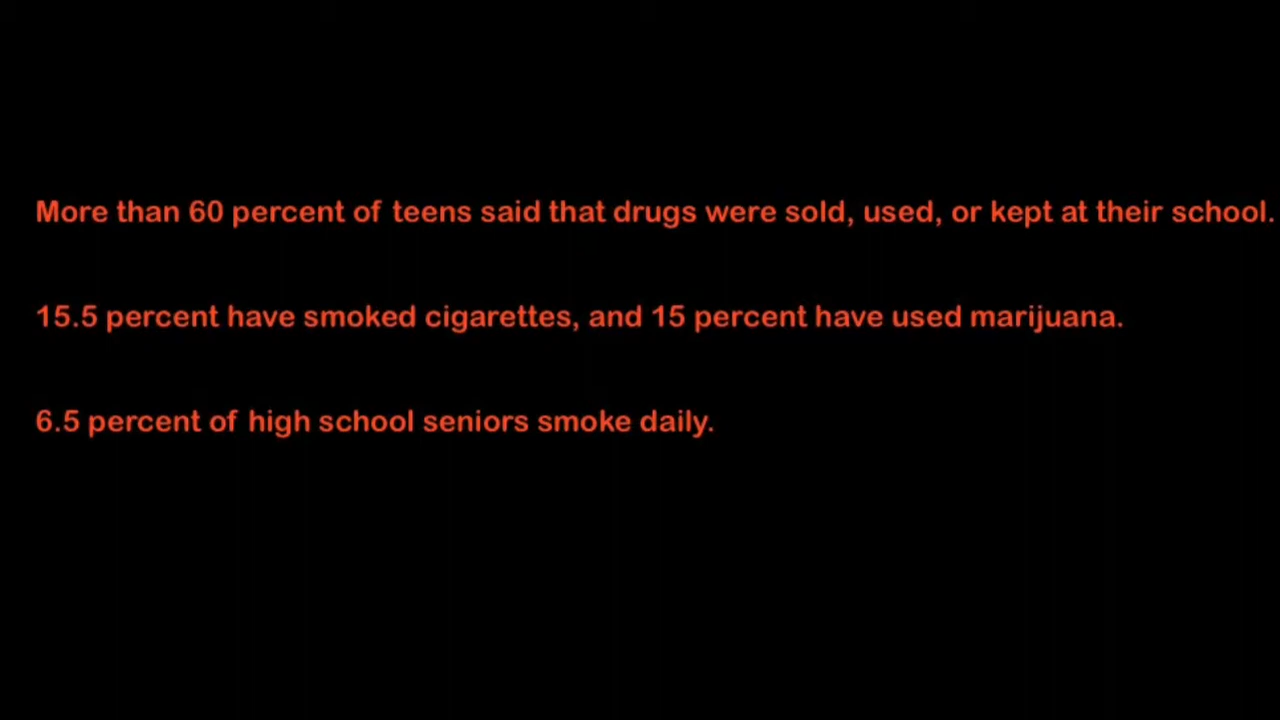 More than 60 percent of teens said that drugs were sold, used, or kept at their school.
15.5 percent have smoked cigarettes, and 15 percent have used marijuana.
6.5 percent of high school seniors smoke daily.